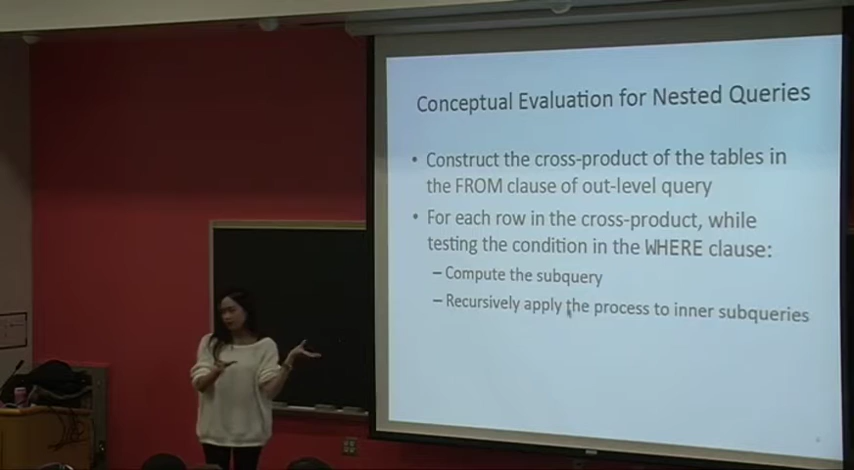 Conceptual Evaluation for Nested Queries
• Construct the cross-product of the tables in
the FROM clause of out-level query
• For each row in the cross-product, while
testing the condition in the WHERE clause:
– Compute the subquery
– Recursively apply the process to inner subqueries